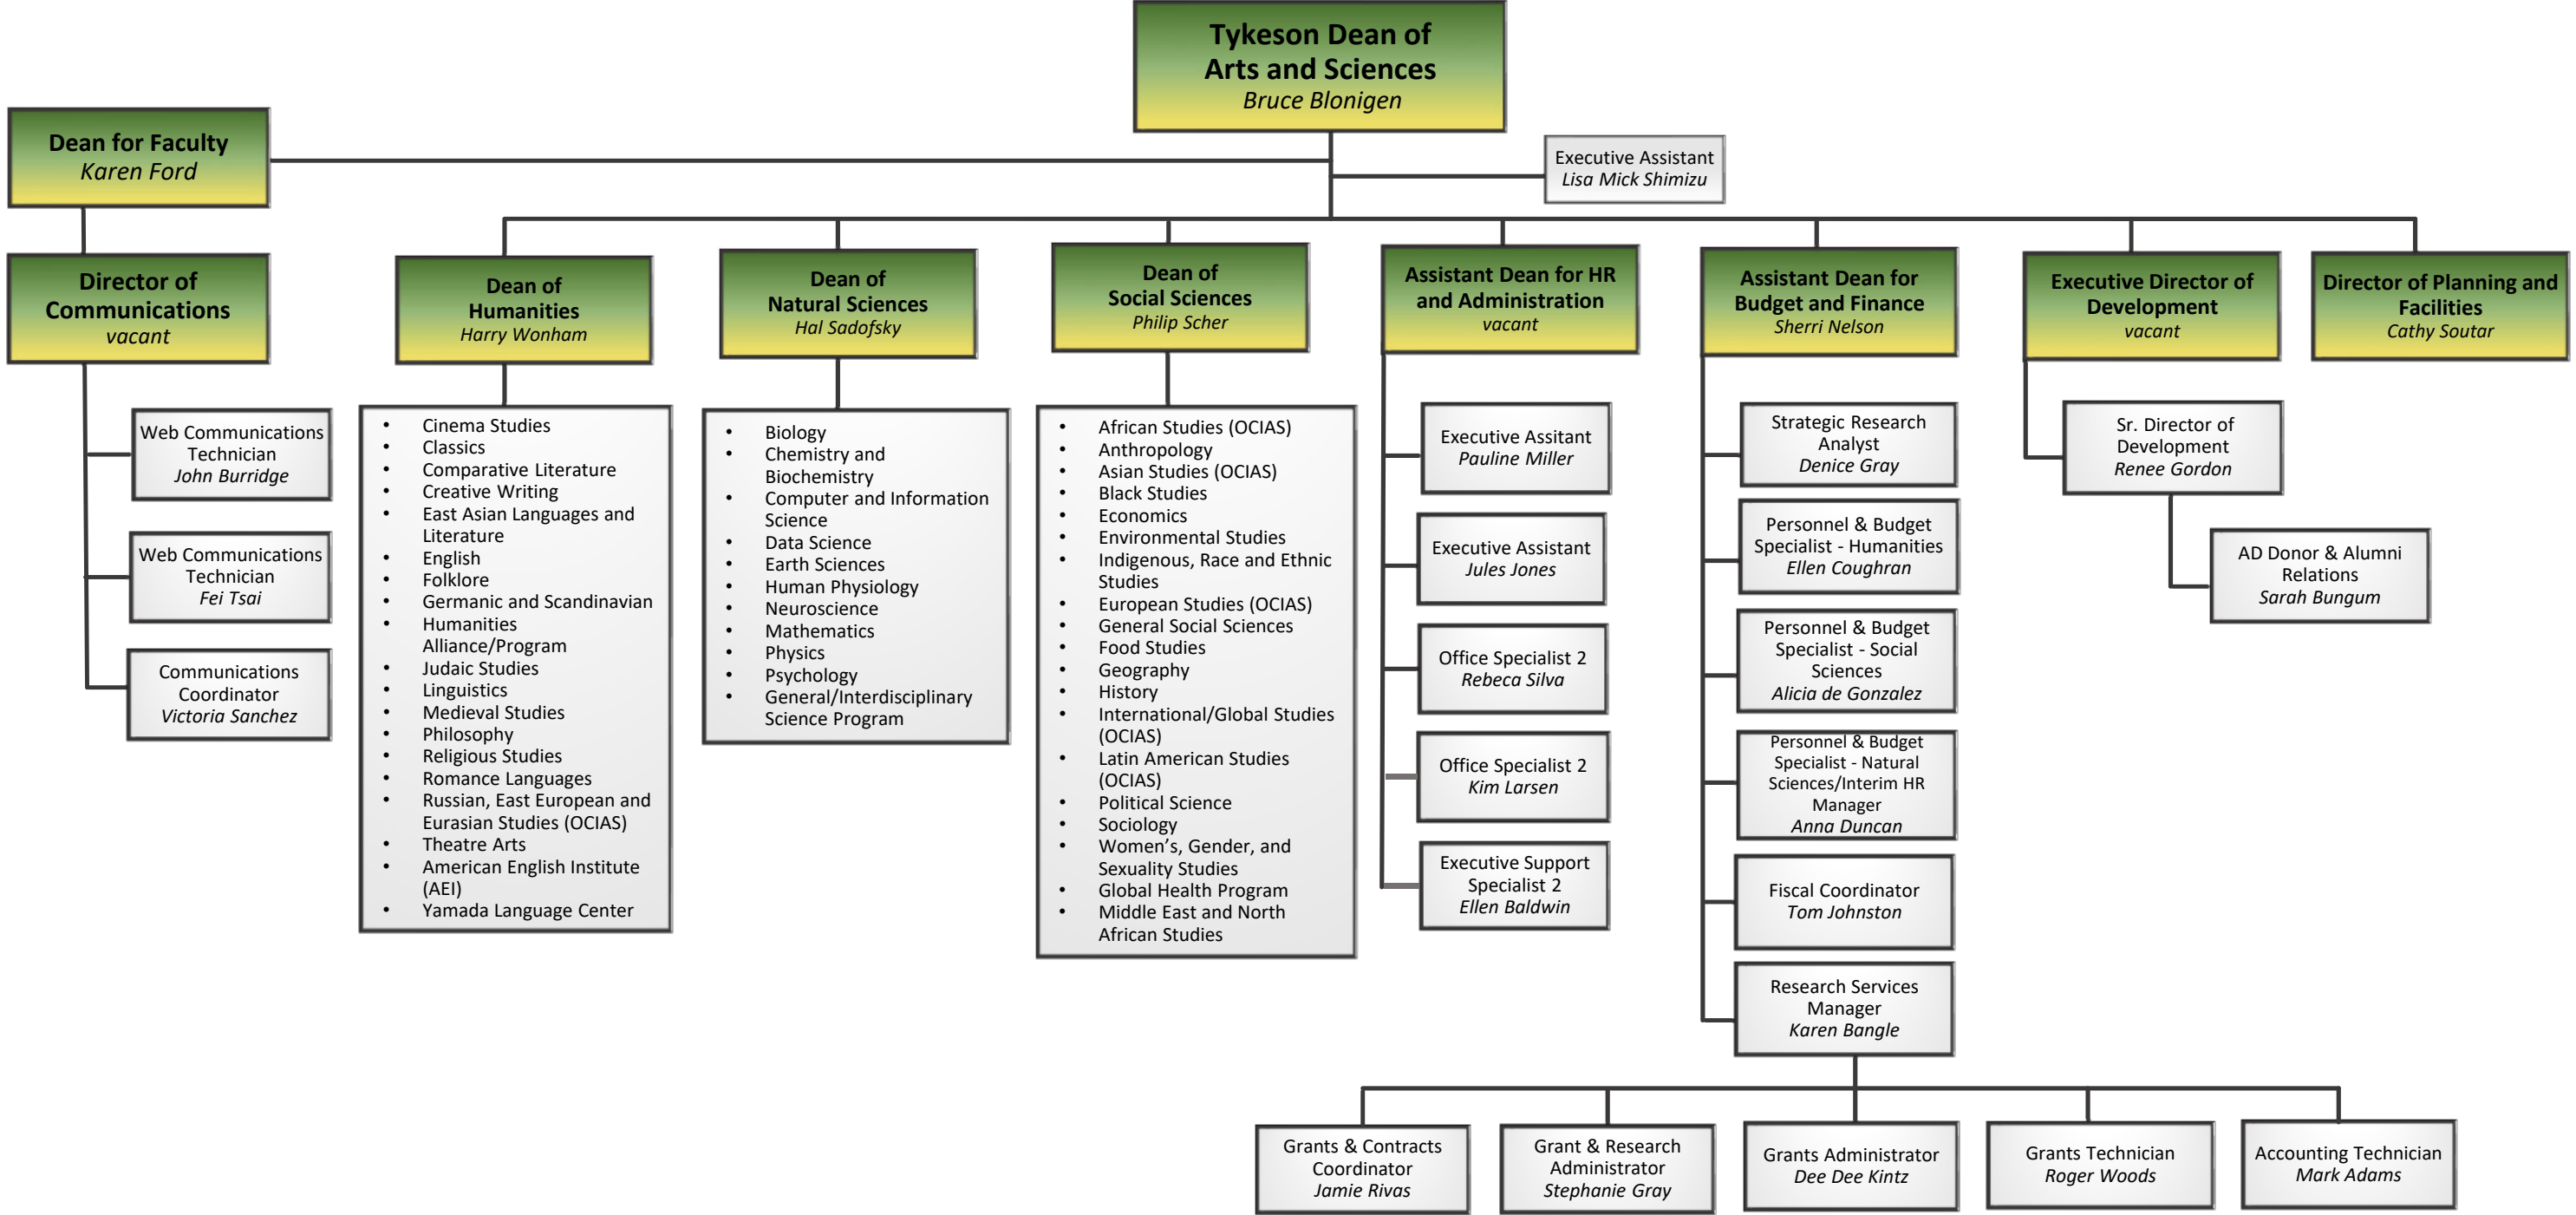 Tykeson Dean of
Arts and Sciences
Bruce Blonigen
Dean for Faculty
Karen Ford
Executive Assistant
Lisa Mick Shimizu
Director of
Communications
vacant
Dean of
Humanities
Harry Wonham
Dean of
Natural Sciences
Hal Sadofsky
Dean of
Social Sciences
Philip Scher
Assistant Dean for HR
and Administration
vacant
Assistant Dean for
Budget and Finance
Sherri Nelson
Executive Director of
Development
vacant
Director of Planning and
Facilities
Cathy Soutar
Web Communications
Technician
John Burridge
Web Communications
Technician
Fei Tsai
Communications
Coordinator
Victoria Sanchez
• Cinema Studies
• Classics
• Comparative Literature
• Creative Writing
• East Asian Languages and
Literature
• English
• Folklore
• Germanic and Scandinavian
• Humanities
Alliance/Program
• Judaic Studies
• Linguistics
• Medieval Studies
• Philosophy
• Religious Studies
• Romance Languages
• Russian, East European and
Eurasian Studies (OCIAS)
• Theatre Arts
• American English Institute
(AEI)
• Yamada Language Center
• Biology
• Chemistry and
Biochemistry
• Computer and Information
Science
• Data Science
• Earth Sciences
• Human Physiology
• Neuroscience
• Mathematics
• Physics
• Psychology
• General/Interdisciplinary
Science Program
• African Studies (OCIAS)
• Anthropology
• Asian Studies (OCIAS)
• Black Studies
• Economics
• Environmental Studies
• Indigenous, Race and Ethnic
Studies
• European Studies (OCIAS)
• General Social Sciences
• Food Studies
• Geography
• History
• International/Global Studies
(OCIAS)
• Latin American Studies
(OCIAS)
• Political Science
• Sociology
• Women’s, Gender, and
Sexuality Studies
• Global Health Program
• Middle East and North
African Studies
Executive Assitant
Pauline Miller
Executive Assistant
Jules Jones
Office Specialist 2
Rebeca Silva
Office Specialist 2
Kim Larsen
Executive Support
Specialist 2
Ellen Baldwin
Strategic Research
Analyst
Denice Gray
Personnel & Budget
Specialist - Humanities
Ellen Coughran
Personnel & Budget
Specialist - Social
Sciences
Alicia de Gonzalez
Personnel & Budget
Specialist - Natural
Sciences/Interim HR
Manager
Anna Duncan
Fiscal Coordinator
Tom Johnston
Research Services
Manager
Karen Bangle
Sr. Director of
Development
Renee Gordon
AD Donor & Alumni
Relations
Sarah Bungum
Grants & Contracts
Coordinator
Jamie Rivas
Grant & Research
Administrator
Stephanie Gray
Grants Administrator
Dee Dee Kintz
Grants Technician
Roger Woods
Accounting Technician
Mark Adams